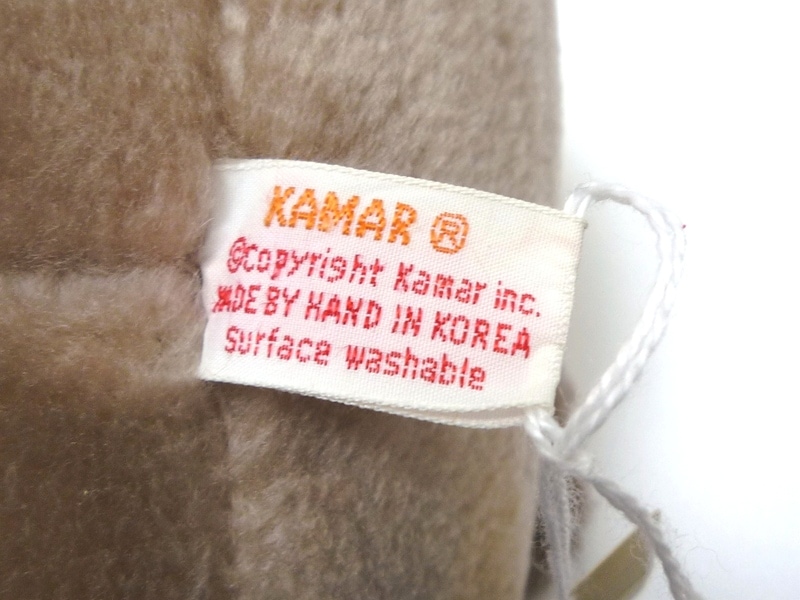 KAMAR ®
©copyright Kamar inc.
MADE BY HAND IN KOREA
Surface washable